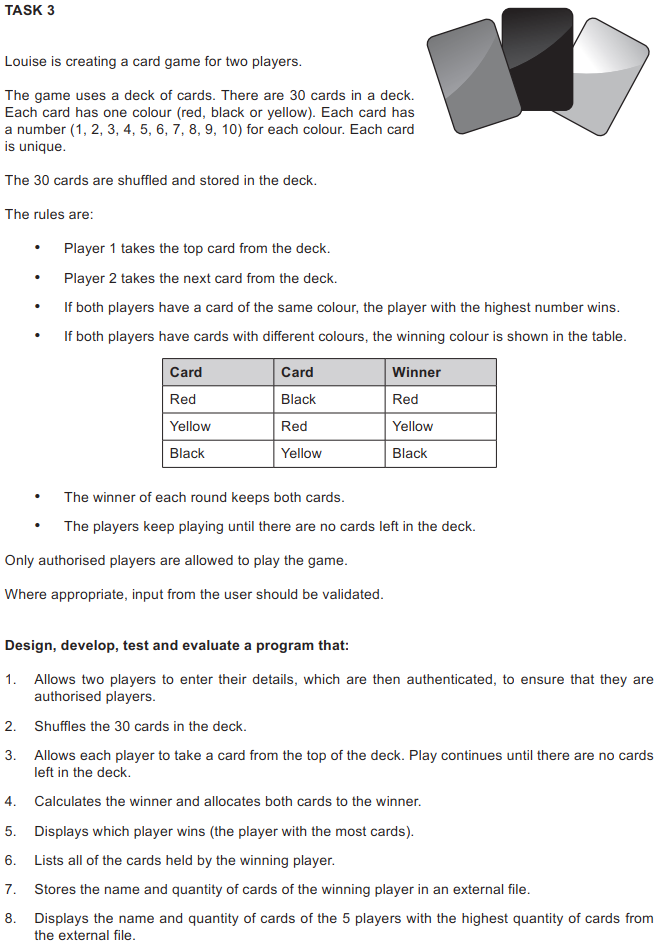 TASK 3
Louise is creating a card game for two players.
The game uses a deck of cards. There are 30 cards in a deck.
Each card has one colour (red, black or yellow). Each card has
a number (1, 2, 3, 4, 5, 6, 7, 8, 9, 10) for each colour. Each card
is unique.
The 30 cards are shuffled and stored in the deck.
The rules are:
• Player 1 takes the top card from the deck.
• Player 2 takes the next card from the deck.
• If both players have a card of the same colour, the player with the highest number wins.
• If both players have cards with different colours, the winning colour is shown in the table.
Card Card Winner
Red Black Red
Yellow Red Yellow
Black Yellow Black
• The winner of each round keeps both cards.
• The players keep playing until there are no cards left in the deck.
Only authorised players are allowed to play the game.
Where appropriate, input from the user should be validated.
Design, develop, test and evaluate a program that:
1. Allows two players to enter their details, which are then authenticated, to ensure that they are
authorised players.
2. Shuffles the 30 cards in the deck.
3. Allows each player to take a card from the top of the deck. Play continues until there are no cards
left in the deck.
4. Calculates the winner and allocates both cards to the winner.
5. Displays which player wins (the player with the most cards).
6. Lists all of the cards held by the winning player.
7. Stores the name and quantity of cards of the winning player in an external file.
8. Displays the name and quantity of cards of the 5 players with the highest quantity of cards from
the external file.